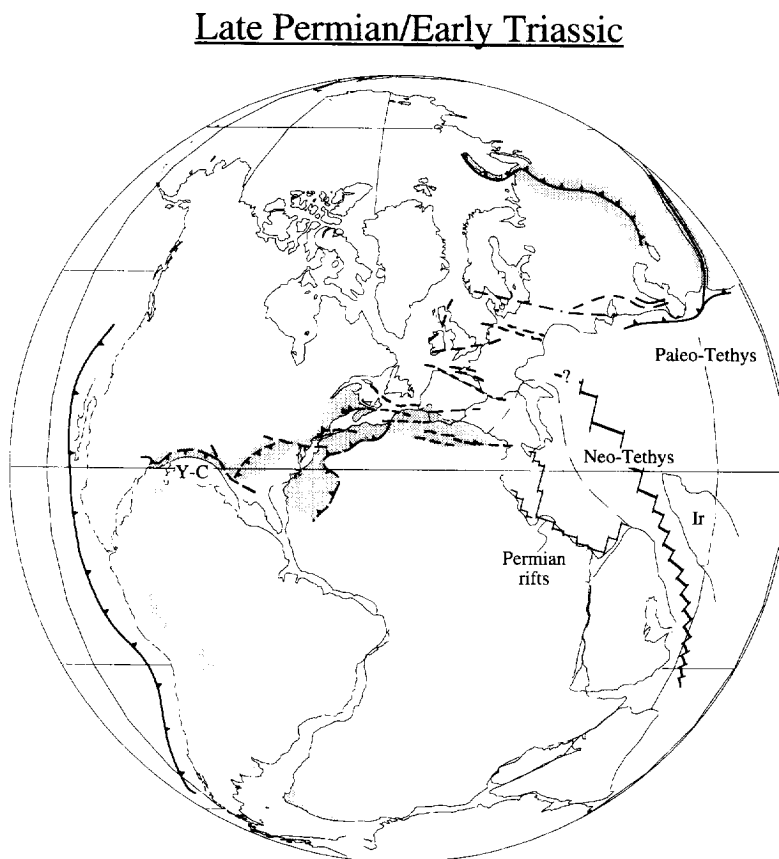 Late Permian/Early Triassic
Paleo-Tethys
-?
Neo-Tethys
Y-C
Ir
Permian
rifts